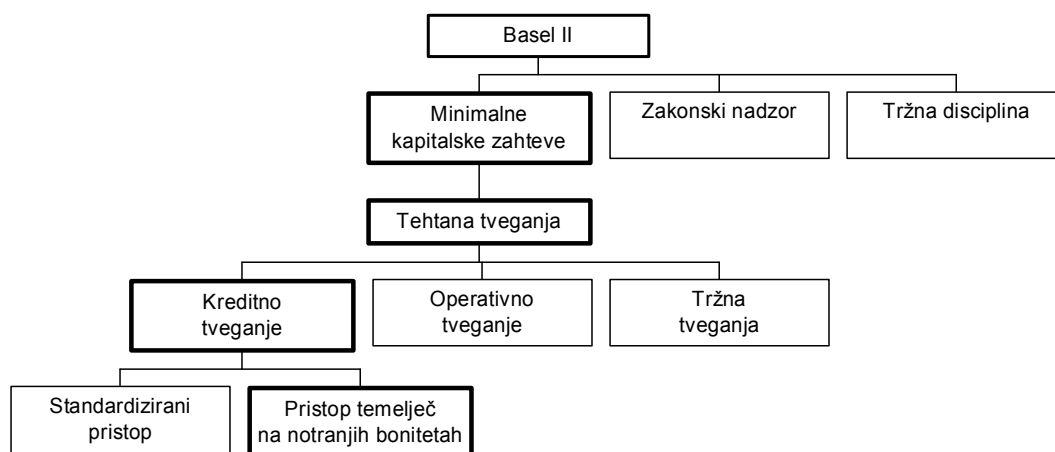 Basel II
Minimalne
kapitalske zahteve
Zakonski nadzor
Tržna disciplina
Tehtana tveganja
Kreditno
tveganje
Operativno
tveganje
Tržna
tveganja
Standardizirani
pristop
Pristop temelječ
na notranjih bonitetah